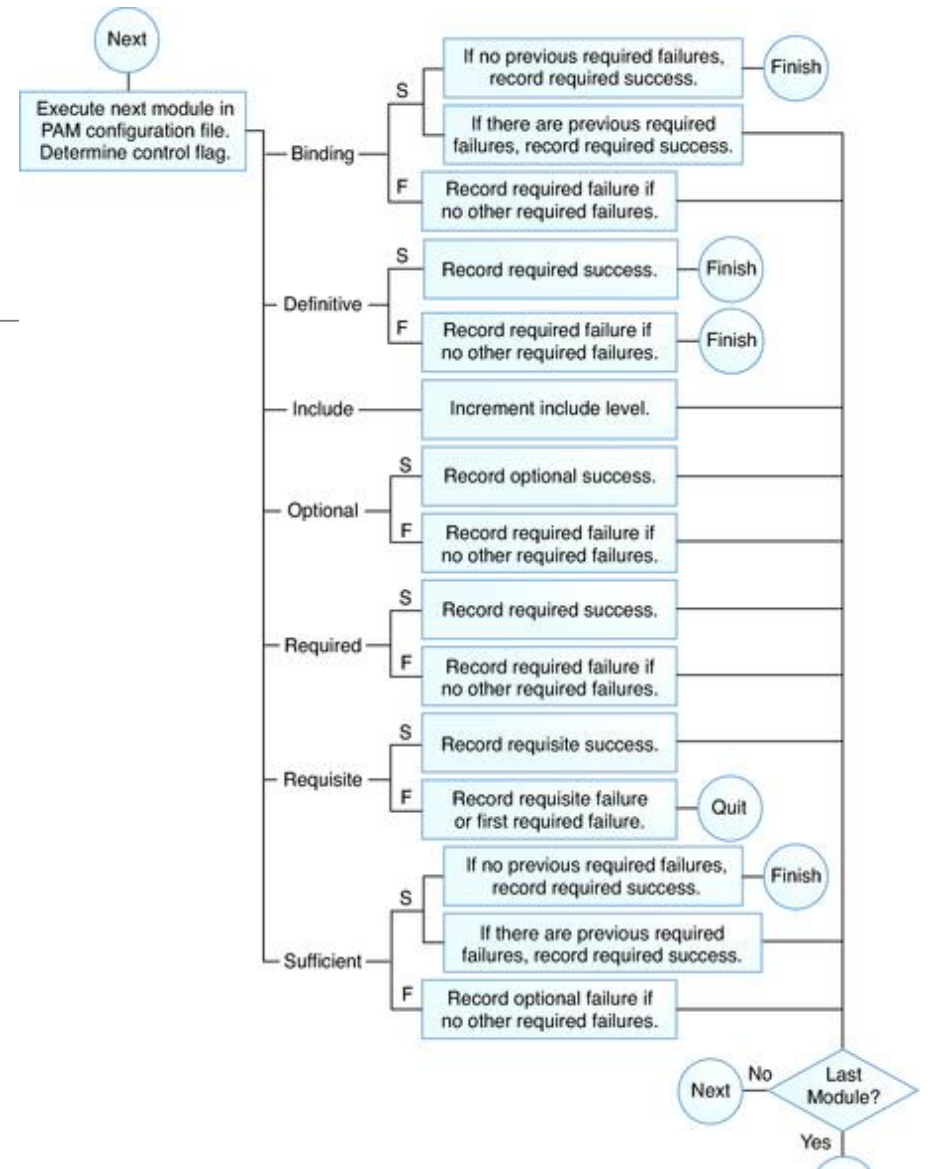 Next
Execute next module in
PAM configuration file.
Determine control flag.
Binding
S
If no previous required failures,
record required success.
Finish
If there are previous required
failures, record required success.
F
Record required failure if
no other required failures.
Definitive
S
Record required success.
Finish
F
Record required failure if
no other required failures.
Finish
Include
Increment include level.
Optional
S
Record optional success.
F
Record required failure if
no other required failures.
Required
S
Record required success.
F
Record required failure if
no other required failures.
Requisite
S
Record requisite success.
F
Record requisite failure
or first required failure.
Quit
Sufficient
S
If no previous required failures,
record required success.
Finish
If there are previous required
failures, record required success.
F
Record optional failure if
no other required failures.
Last
Module?
No
Next
Yes